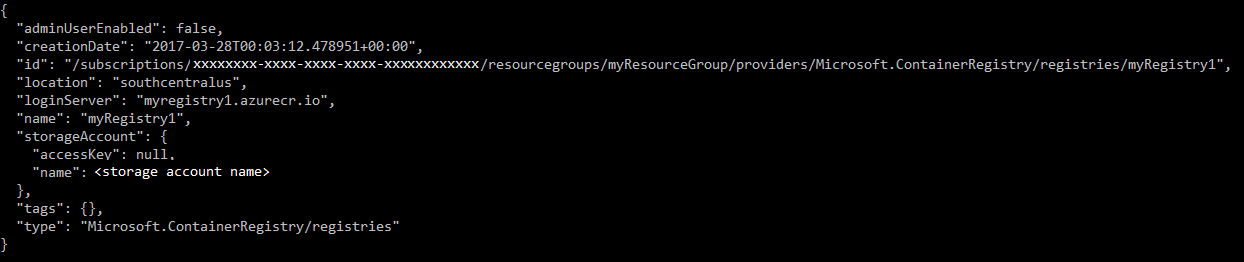 {
"adminUserEnabled": false,
"creationDate": "2017-03-28T00:03:12.478951+00:00",
"id": "/subscriptions/xxxxxxxx-xxxx-xxxx-xxxx-xxxxxxxxxxxx/resourcegroups/myResourceGroup/providers/Microsoft.ContainerRegistry/registries/myRegistry1",
"location": "southcentralus",
"loginServer": "myregistry1.azurecr.io",
"name": "myRegistry1",
"storageAccount": {
"accessKey": null,
"name": <storage account name>
},
"tags": {},
"type": "Microsoft.ContainerRegistry/registries"
}